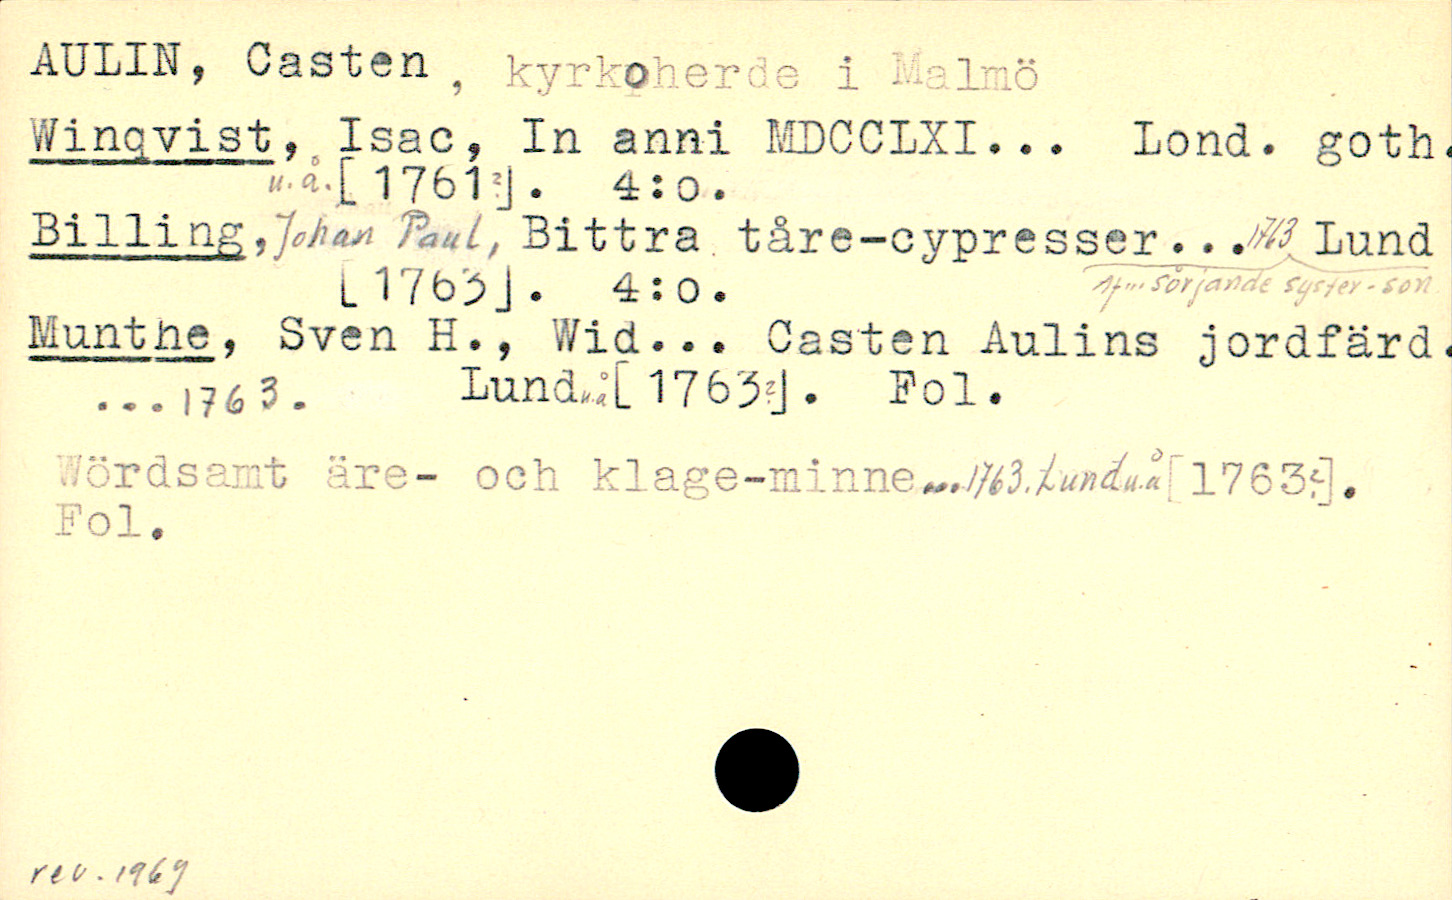 AULIN, Casten, kyrkoherde i Malmö
Winqvist, Isac, In anni MDCCLXI... Lond. goth.
u.å. [1761?]. 4:o.
Billing, Johan Paul, Bittra tåre-cypresser...1763 Lund
sörjande syster-son
[1763]. 4:o.
Munthe, Sven H., Wid... Casten Aulins jordfärd.
...1763. Lund u.å [1763?]. Fol.
Wördsamt äre- och klage-minne...1763. Lund u.å [1763?].
Fol.
rev. 1969